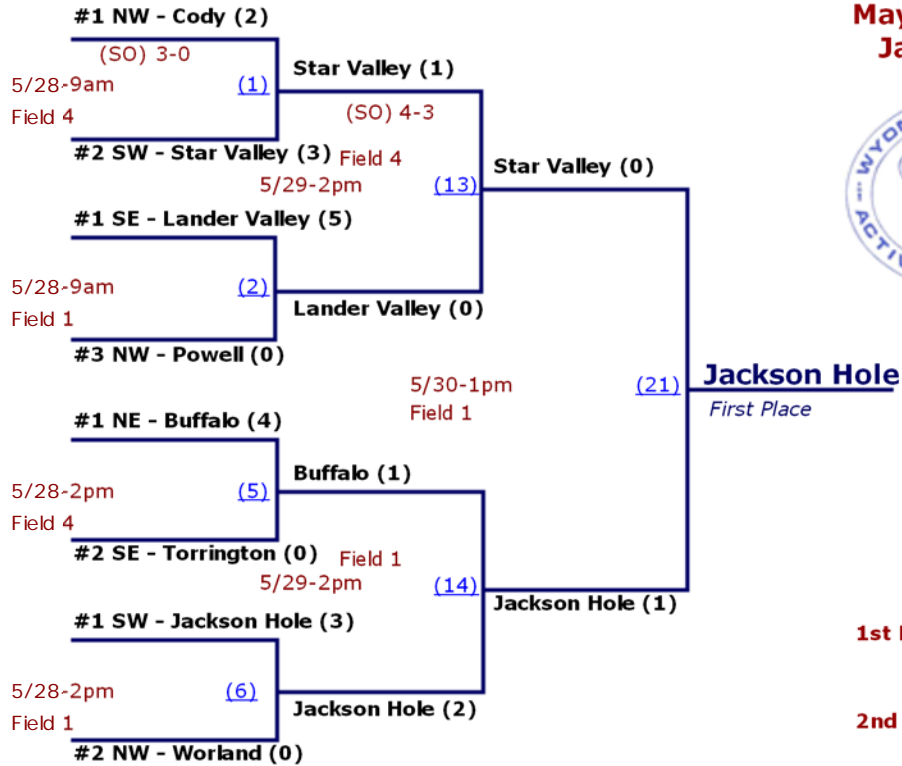 #1 NW - Cody (2)
May
Ja
(SO) 3-0
Star Valley (1)
5/28-9am
(1)
Field 4
(SO) 4-3
#2 SW - Star Valley (3)
Field 4
5/29-2pm
(13)
Star Valley (0)
#1 SE - Lander Valley (5)
5/28-9am
(2)
Field 1
Lander Valley (0)
#3 NW - Powell (0)
5/30-1pm
Field 1
(21)
Jackson Hole
First Place
#1 NE - Buffalo (4)
Buffalo (1)
5/28-2pm
(5)
Field 4
#2 SE - Torrington (0)
Field 1
5/29-2pm
(14)
Jackson Hole (1)
#1 SW - Jackson Hole (3)
1st
5/28-2pm
(6)
Field 1
Jackson Hole (2)
2nd
#2 NW - Worland (0)